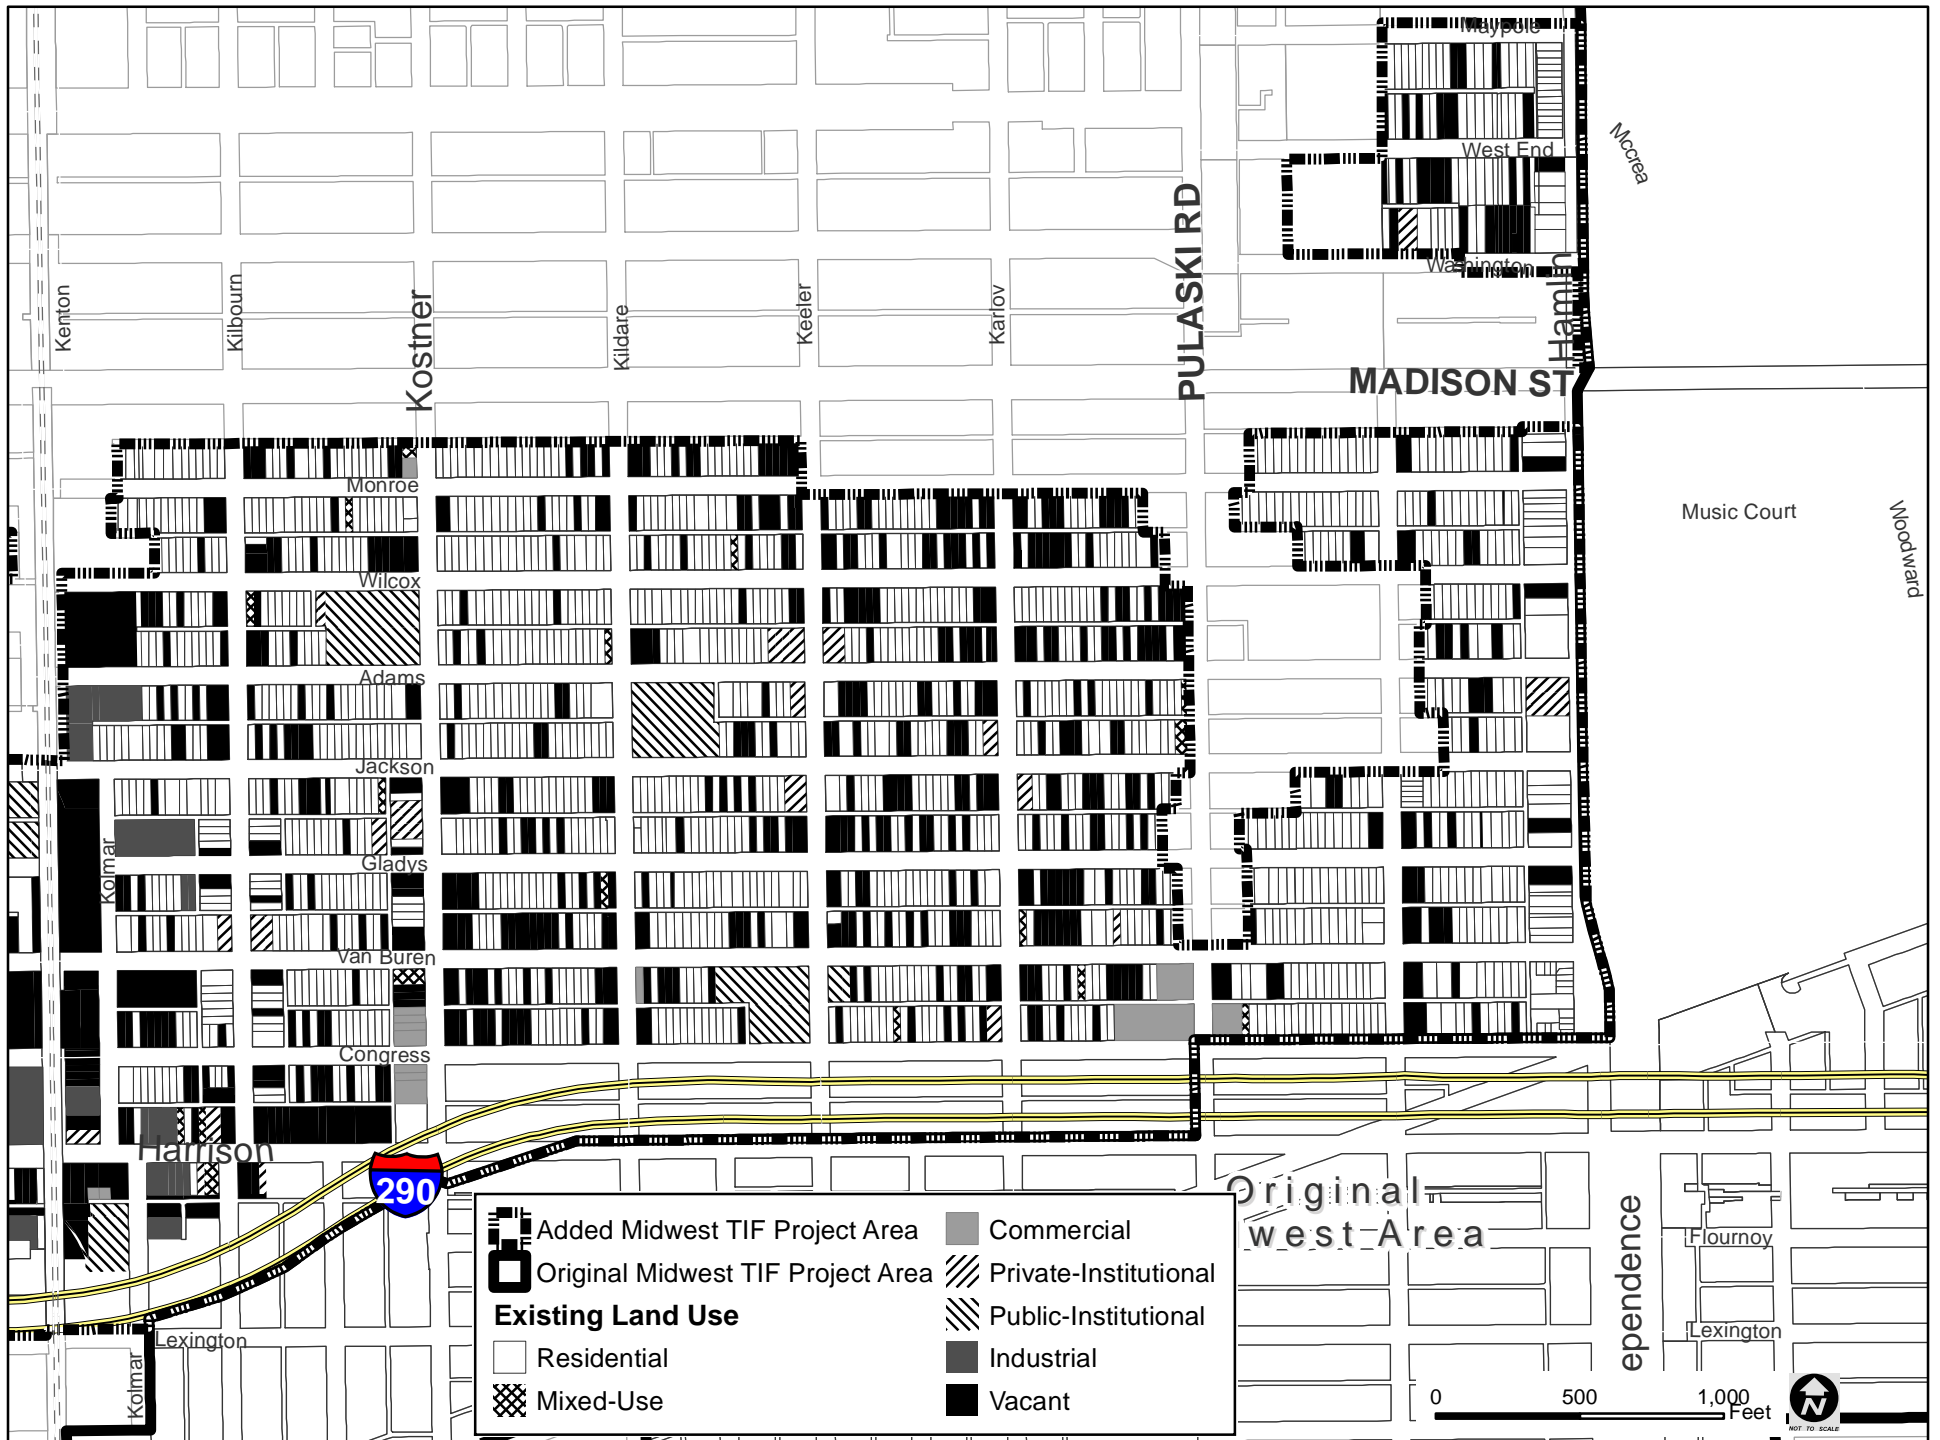 Maypole
West End
Mccrea
Washington
Hamlin
PULASKI RD
Kenton
Kilbourn
Kostner
Kildare
Keeler
Karlov
MADISON ST
Monroe
Music Court
Woodward
Wilcox
Adams
Jackson
Kolmar
Gladys
Van Buren
Congress
Harrison
290
Original
west Area
ependence
Flournoy
Lexington
Lexington
Kolmar
Added Midwest TIF Project Area
Original Midwest TIF Project Area
Existing Land Use
Residential
Mixed-Use
Commercial
Private-Institutional
Public-Institutional
Industrial
Vacant
0 500 1,000
Feet
N
NOT TO SCALE